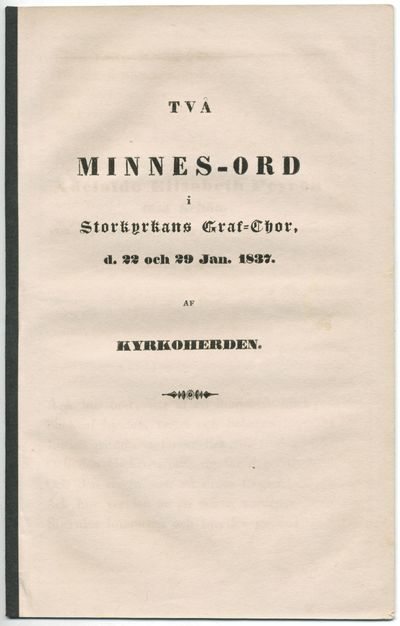 TVÅ
MINNES-ORD
i
Storkyrkans Graf-Chor,
d. 22 och 29 Jan. 1837.
AF
KYRKOHERDEN.